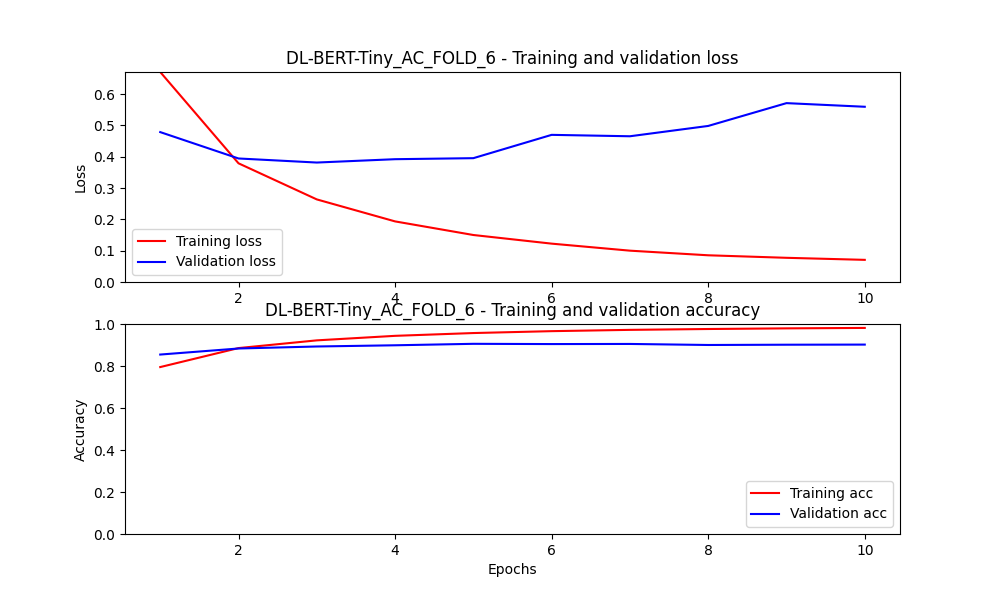 DL-BERT-Tiny_AC_FOLD_6 - Training and validation loss
Loss
0.6
0.5
0.4
0.3
0.2
0.1
0.0
Training loss
Validation loss
2 4 6 8 10
DL-BERT-Tiny_AC_FOLD_6 - Training and validation accuracy
Accuracy
1.0
0.8
0.6
0.4
0.2
0.0
Training acc
Validation acc
2 4 6 8 10
Epochs